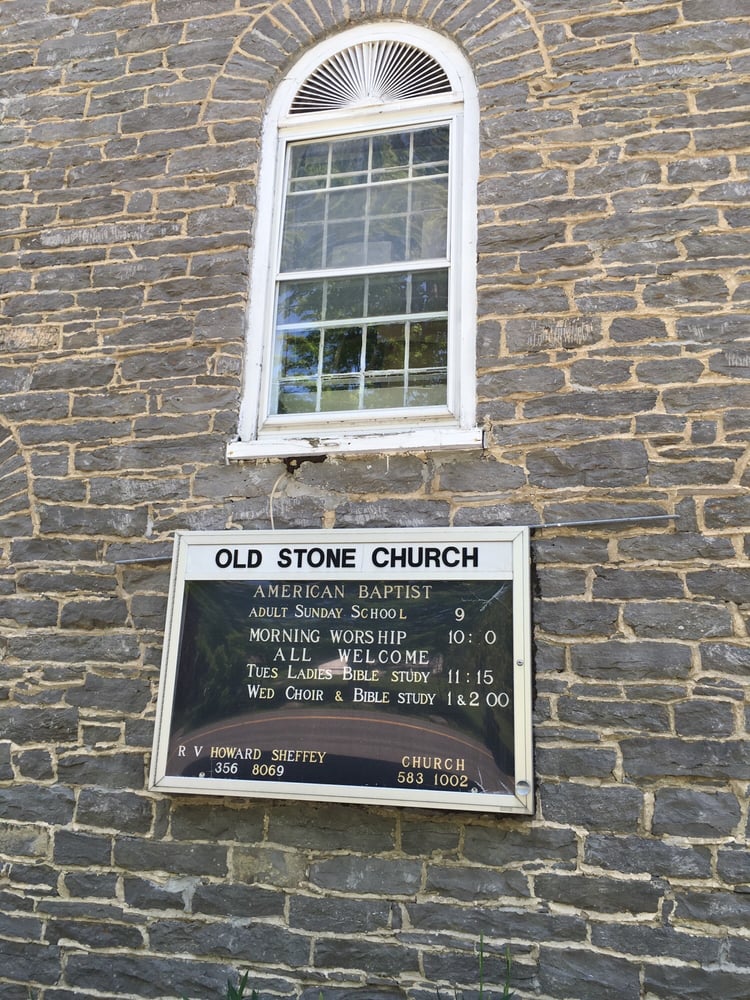 OLD STONE CHURCH
AMERICAN BAPTIST
ADULT SUNDAY SCHOOL 9
MORNING WORSHIP 10: 0
ALL WELCOME
TUES LADIES BIBLE STUDY 11:15
WED CHOIR & BIBLE STUDY 1 & 2 00
R V HOWARD SHEFFEY CHURCH
356 8069 583 1002